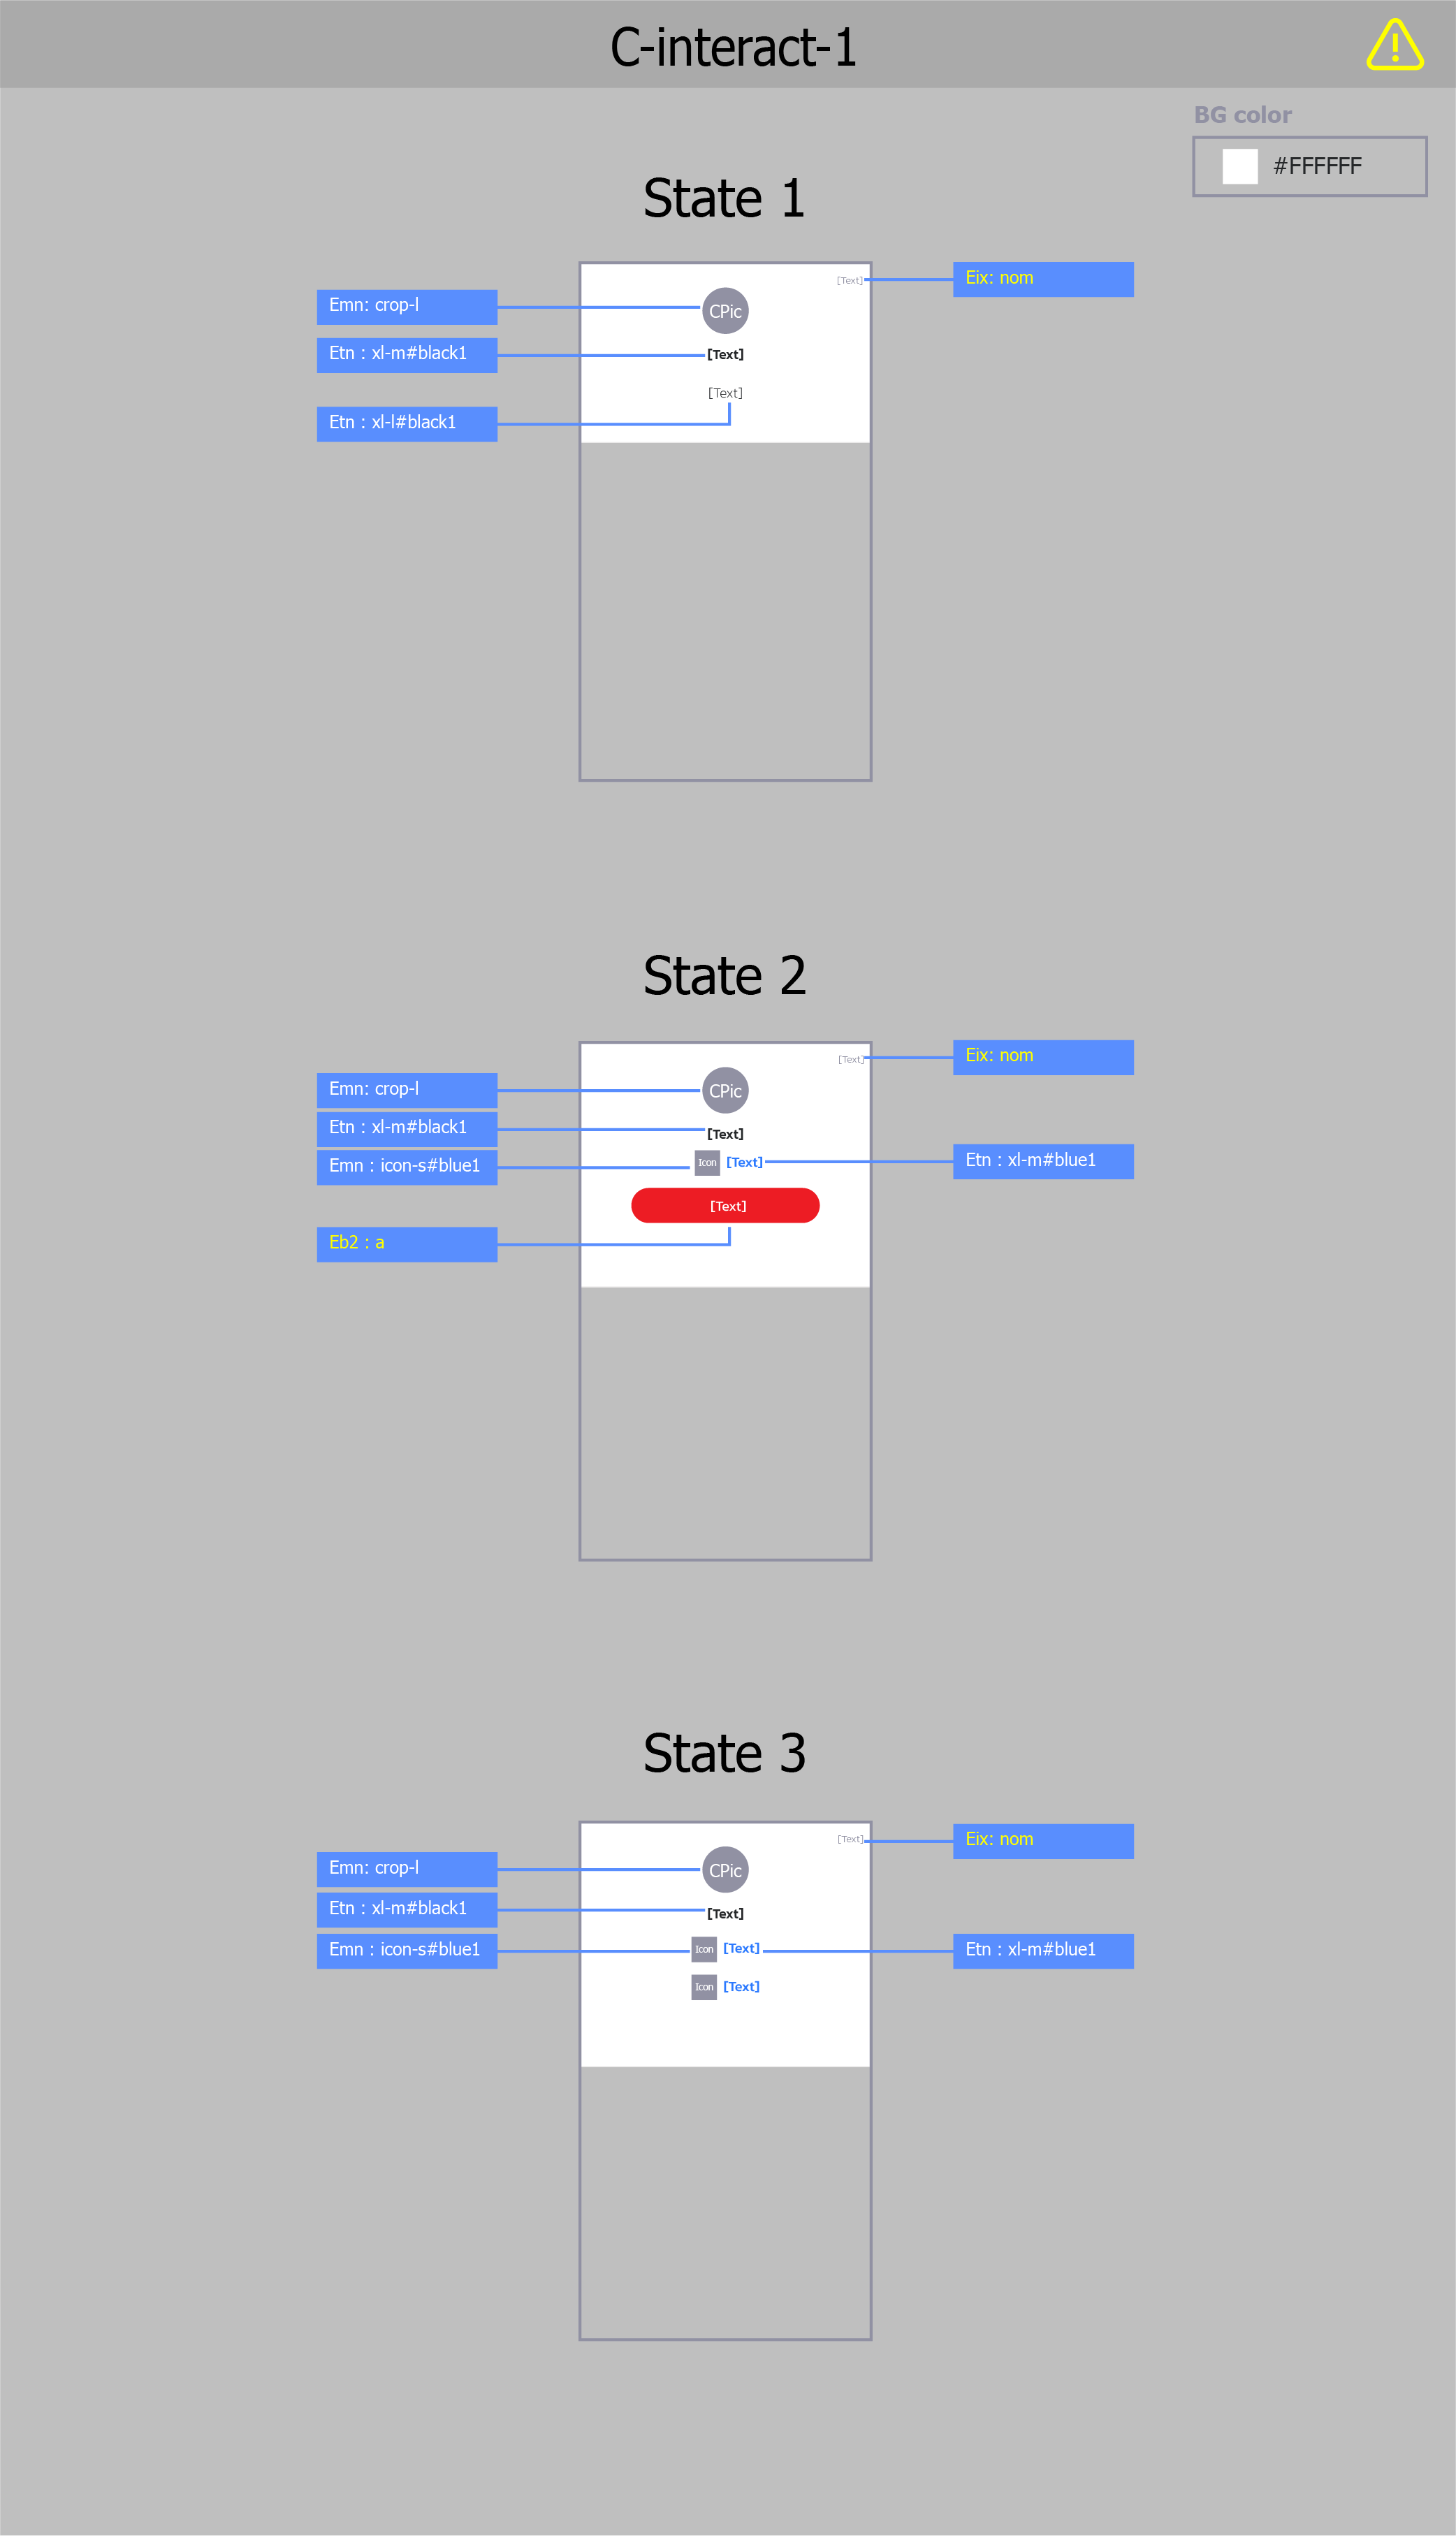 C-interact-1
BG color
#FFFFFF
State 1
[Text]
Eix: nom
Emn: crop-l
CPic
Etn : xl-m#black1
[Text]
[Text]
Etn : xl-l#black1
State 2
[Text]
Eix: nom
Emn: crop-l
CPic
Etn : xl-m#black1
[Text]
Emn : icon-s#blue1
Icon
[Text]
Etn : xl-m#blue1
[Text]
Eb2 : a
State 3
[Text]
Eix: nom
Emn: crop-l
CPic
Etn : xl-m#black1
[Text]
Emn : icon-s#blue1
Icon
[Text]
Etn : xl-m#blue1
Icon
[Text]